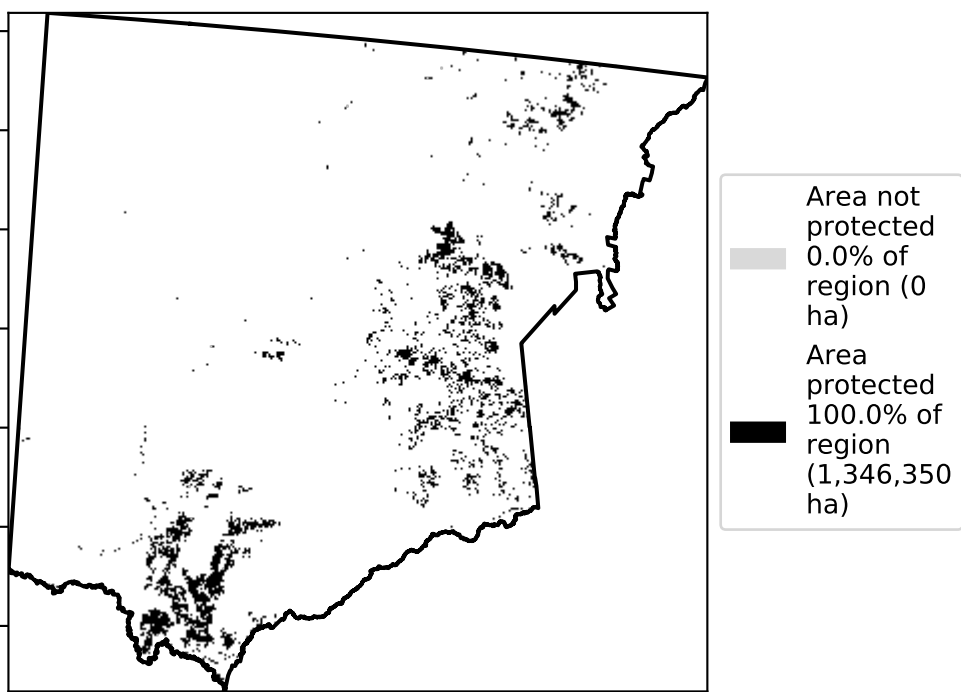 Area not
protected
0.0% of
region (0
ha)
Area
protected
100.0% of
region
(1,346,350
ha)